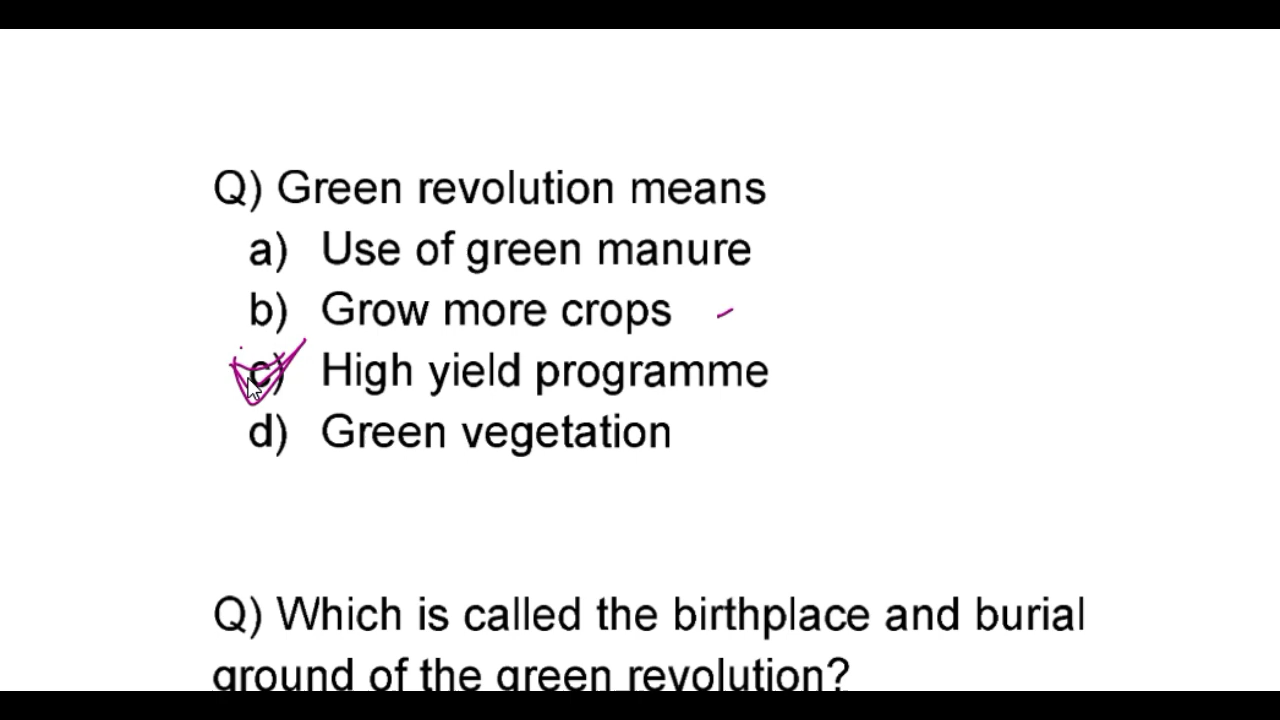 Q) Green revolution means
a) Use of green manure
b) Grow more crops
c) High yield programme
d) Green vegetation
Q) Which is called the birthplace and burial
ground of the green revolution?